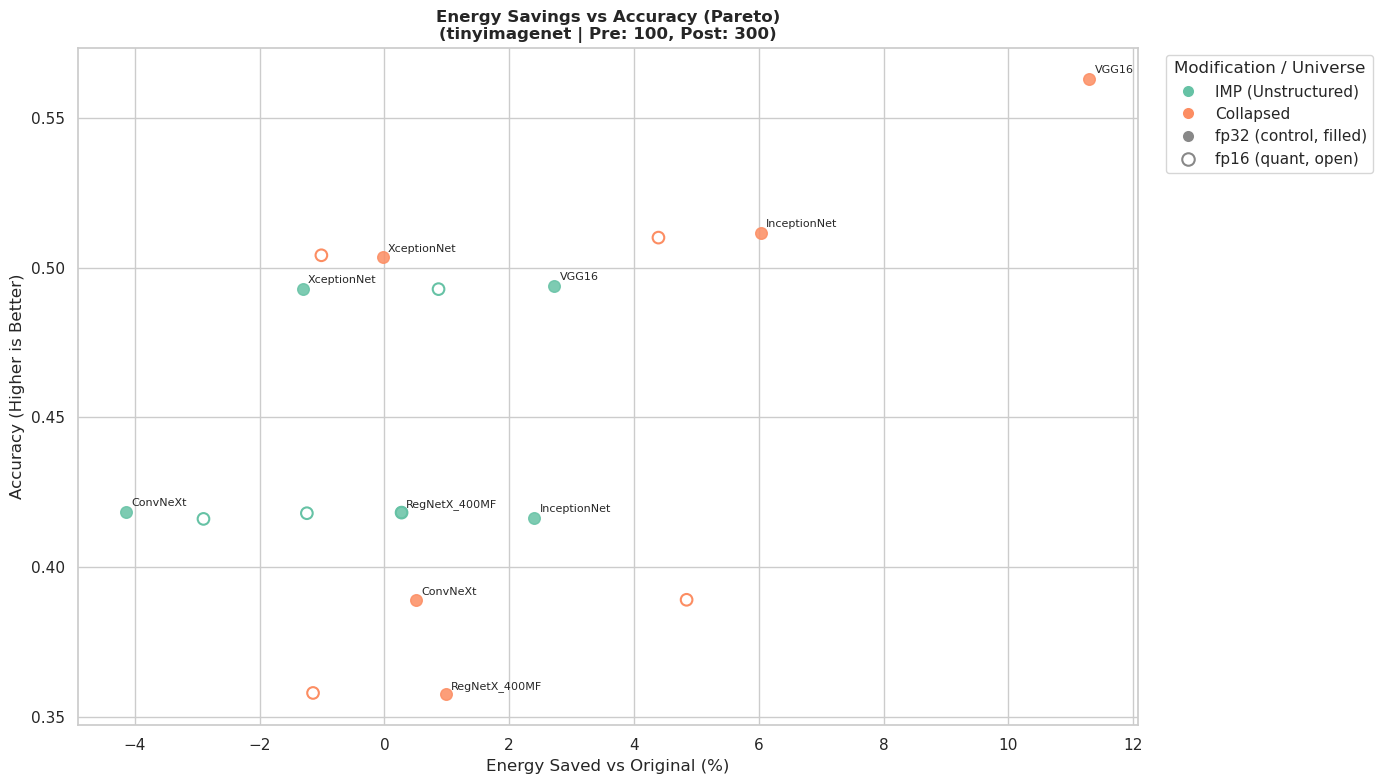 Energy Savings vs Accuracy (Pareto)
(tinyimagenet | Pre: 100, Post: 300)
Modification / Universe
IMP (Unstructured)
Collapsed
fp32 (control, filled)
fp16 (quant, open)
VGG16
InceptionNet
XceptionNet
XceptionNet
VGG16
ConvNeXt
RegNetX_400MF
InceptionNet
ConvNeXt
RegNetX_400MF
Accuracy (Higher is Better)
0.55
0.50
0.45
0.40
0.35
−4
−2
0
2
4
6
8
10
12
Energy Saved vs Original (%)